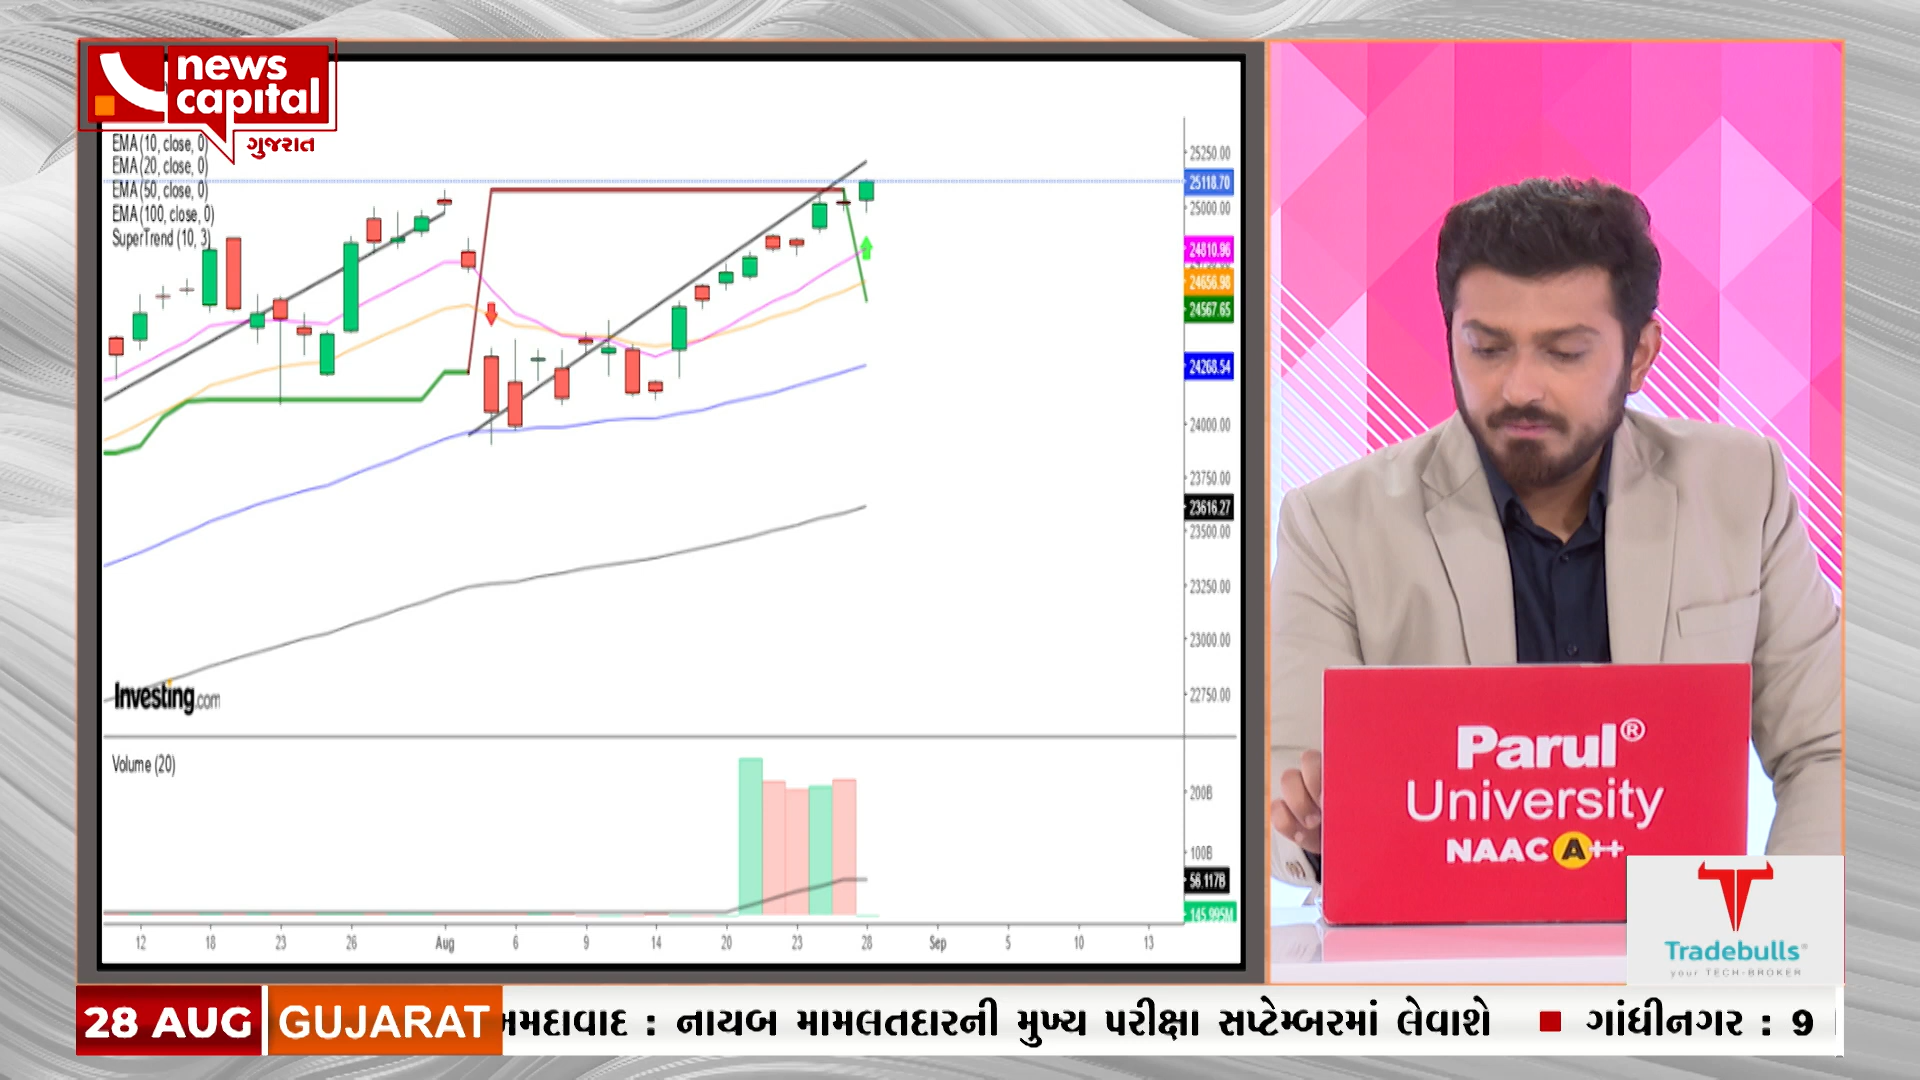 news
capital
ગુજરાત
EMA (10, close, 0)
EMA (20, close, 0)
EMA (50, close, 0)
EMA (100, close, 0)
SuperTrend (10, 3)
25250.00
25118.70
25000.00
24810.96
24656.98
24567.65
24268.54
24000.00
23750.00
23616.27
23500.00
23250.00
23000.00
22750.00
Investing.com
Volume (20)
200B
100B
56.117B
145.995M
12 18 23 26 Aug 6 9 14 20 23 28 Sep 5 10 13
Parul®
University
NAAC A++
Tradebulls®
your TECH-BROKER
28 AUG GUJARAT મદાવાદ : નાયબ મામલતદારની મુખ્ય પરીક્ષા સપ્ટેમ્બરમાં લેવાશે ■ ગાંધીનગર : 9